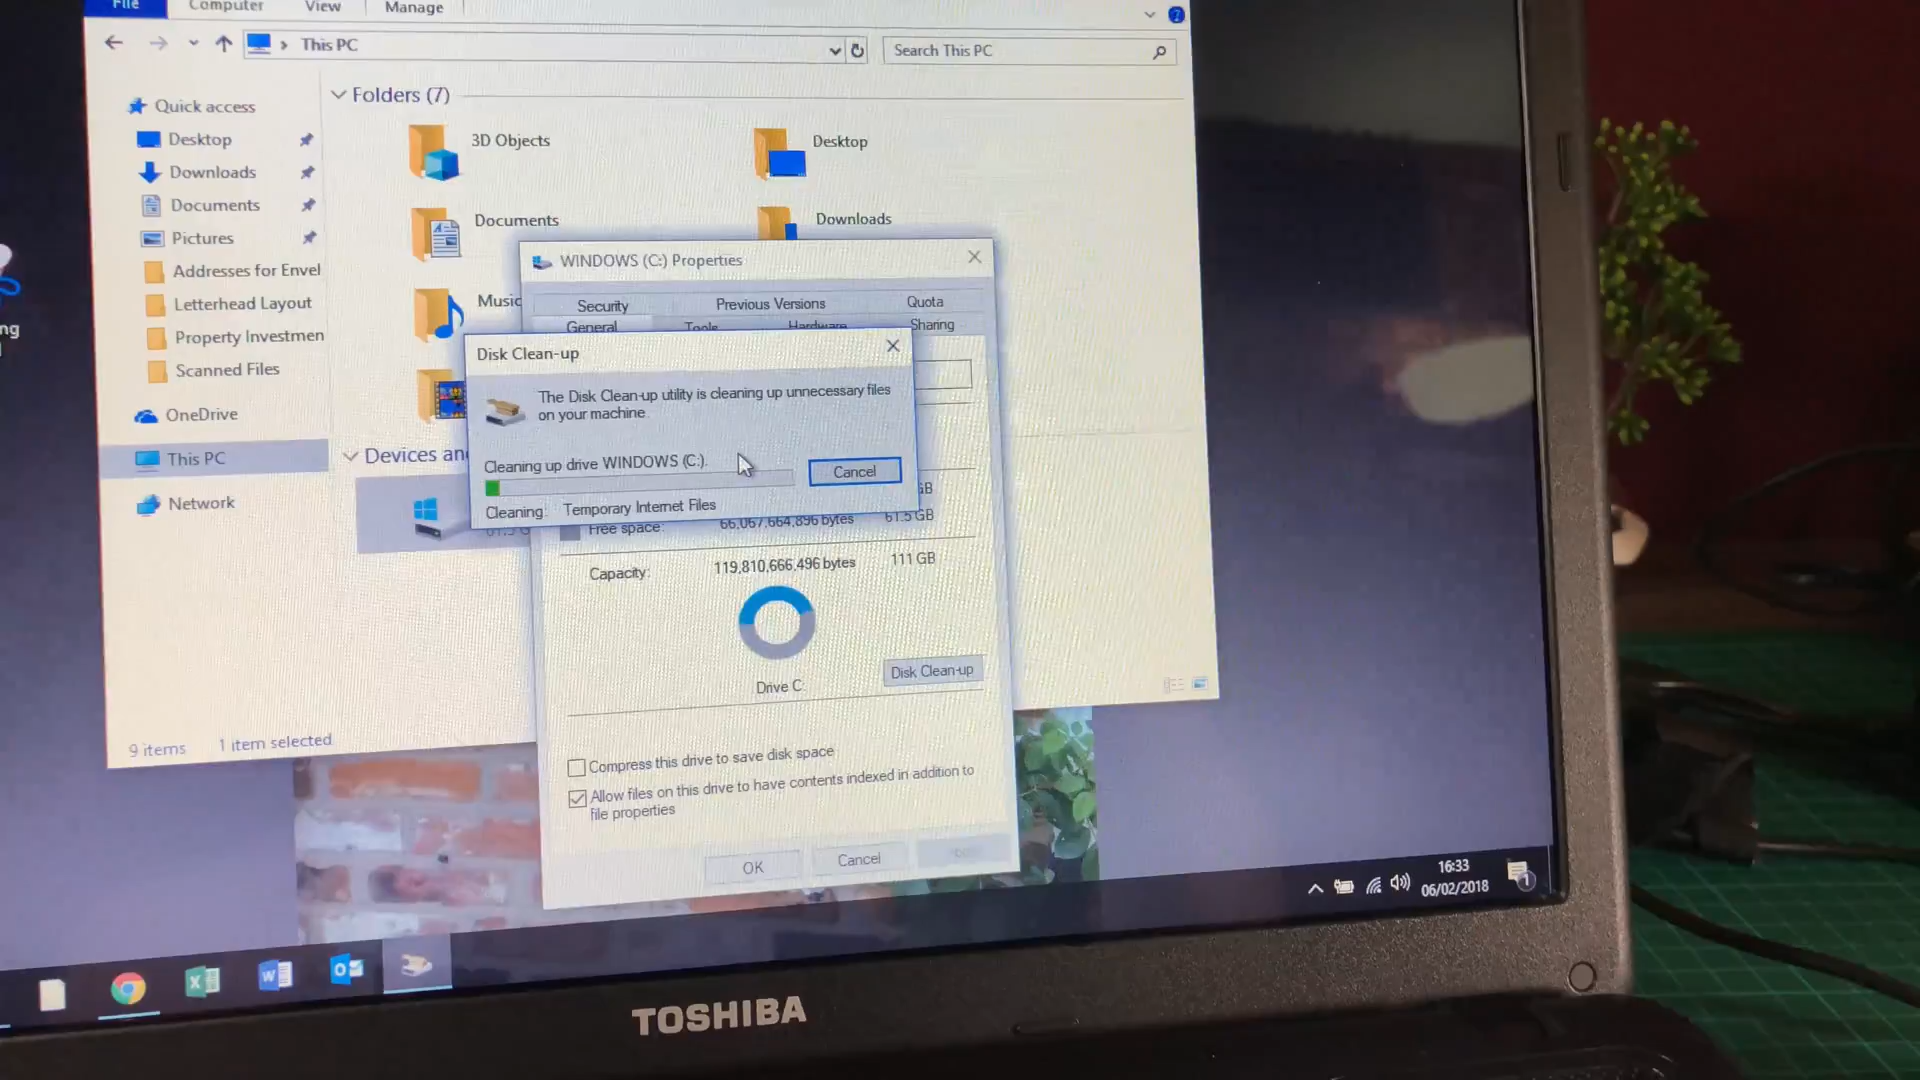 File
Computer
View
Manage
This PC
Search This PC
Quick access
Desktop
Downloads
Documents
Pictures
Addresses for Envel
Letterhead Layout
Property Investmen
Scanned Files
OneDrive
This PC
Network
Folders (7)
3D Objects
Desktop
Documents
Downloads
Music
Devices an
WINDOWS (C:) Properties
Security
Previous Versions
Quota
General
Tools
Hardware
Sharing
Disk Clean-up
The Disk Clean-up utility is cleaning up unnecessary files
on your machine.
Cleaning up drive WINDOWS (C:).
Cancel
Cleaning:
Temporary Internet Files
GB
Free space:
66,067,664,896 bytes
61.5 GB
Capacity:
119,810,666,496 bytes
111 GB
Drive C:
Disk Clean-up
Compress this drive to save disk space
Allow files on this drive to have contents indexed in addition to
file properties
OK
Cancel
9 items
1 item selected
ng
16:33
06/02/2018
1
TOSHIBA